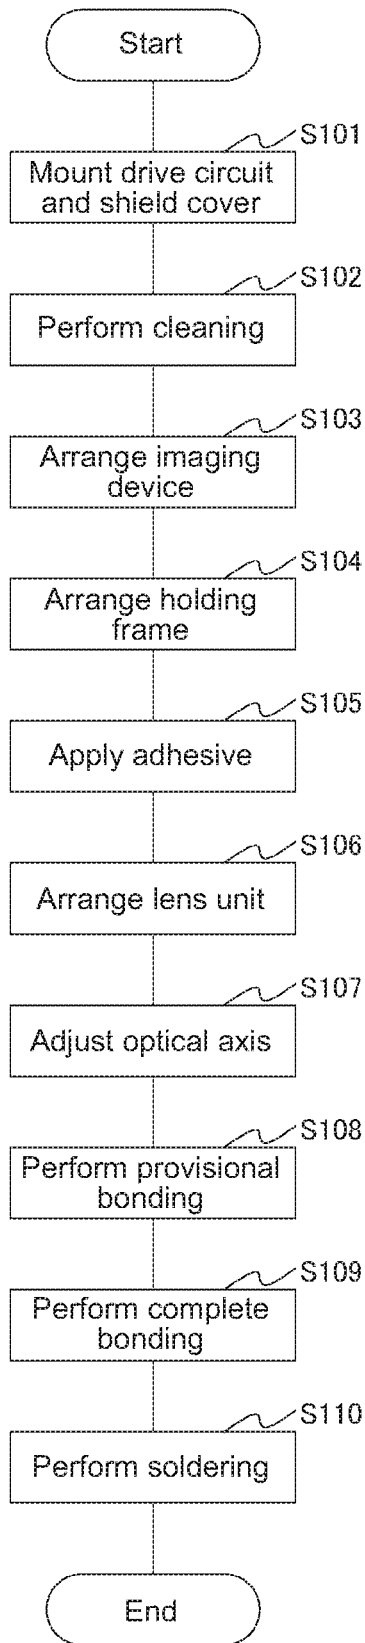 Start
S101
Mount drive circuit
and shield cover
S102
Perform cleaning
S103
Arrange imaging
device
S104
Arrange holding
frame
S105
Apply adhesive
S106
Arrange lens unit
S107
Adjust optical axis
S108
Perform provisional
bonding
S109
Perform complete
bonding
S110
Perform soldering
End